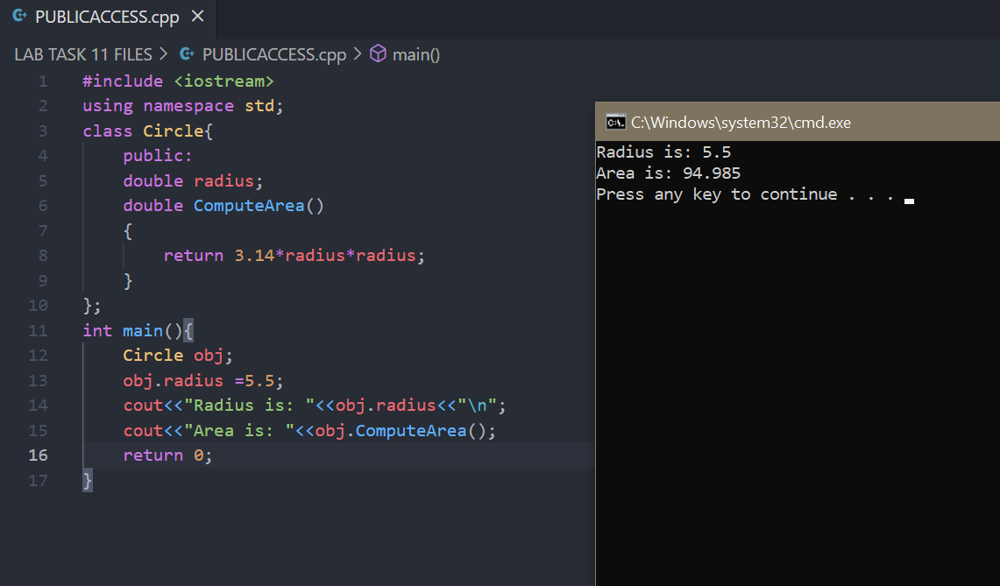 PUBLICACCESS.cpp
LAB TASK 11 FILES > PUBLICACCESS.cpp > main()
1 #include <iostream>
2 using namespace std;
3 class Circle{
4 public:
5 double radius;
6 double ComputeArea()
7 {
8 return 3.14*radius*radius;
9 }
10 };
11 int main(){
12 Circle obj;
13 obj.radius =5.5;
14 cout<<"Radius is: "<<obj.radius<<"\n";
15 cout<<"Area is: "<<obj.ComputeArea();
16 return 0;
17 }
C:\Windows\system32\cmd.exe
Radius is: 5.5
Area is: 94.985
Press any key to continue . . .